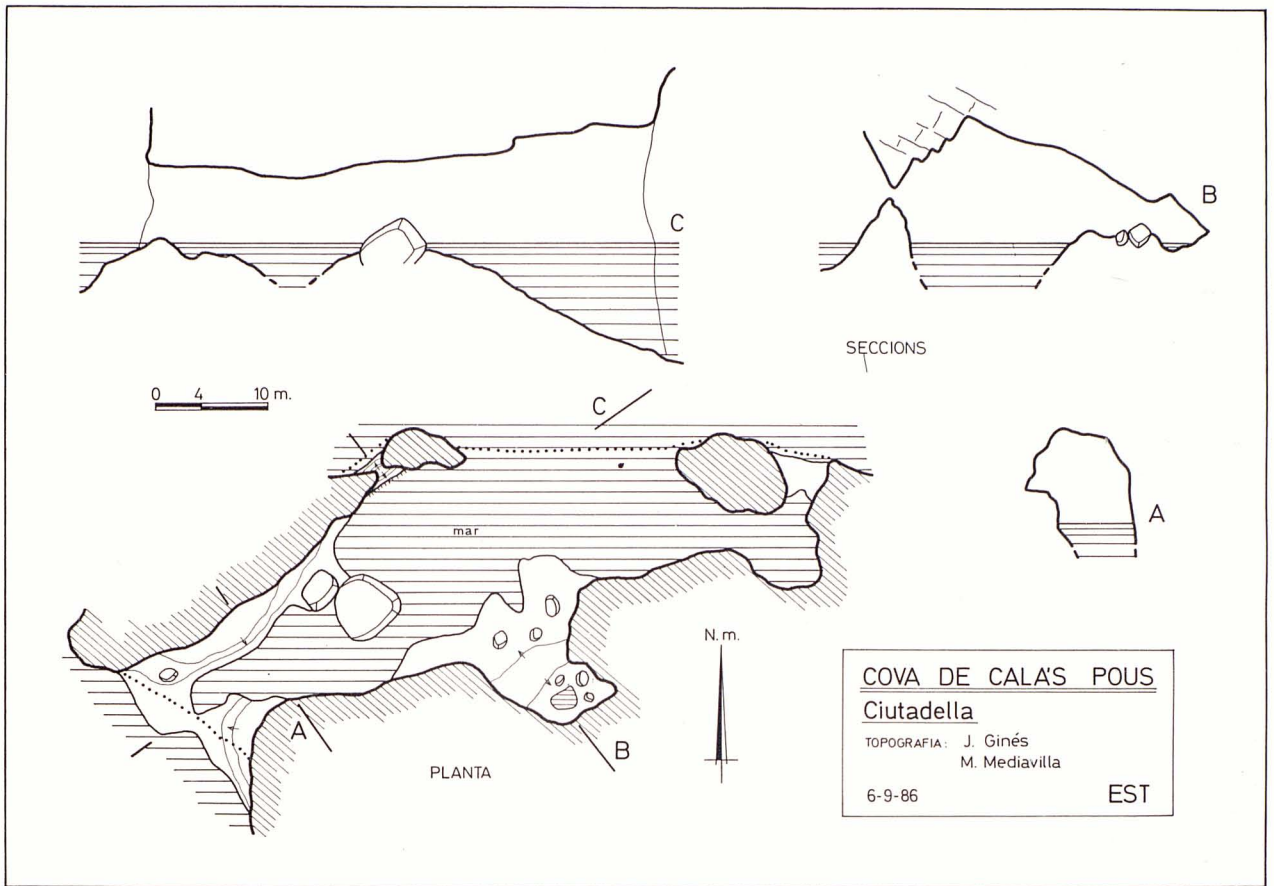 C
B
SECCIONS
0 4 10 m.
C
mar
A
N. m.
A
B
PLANTA
COVA DE CALA'S POUS
Ciutadella
TOPOGRAFIA: J. Ginés
M. Mediavilla
6-9-86 EST